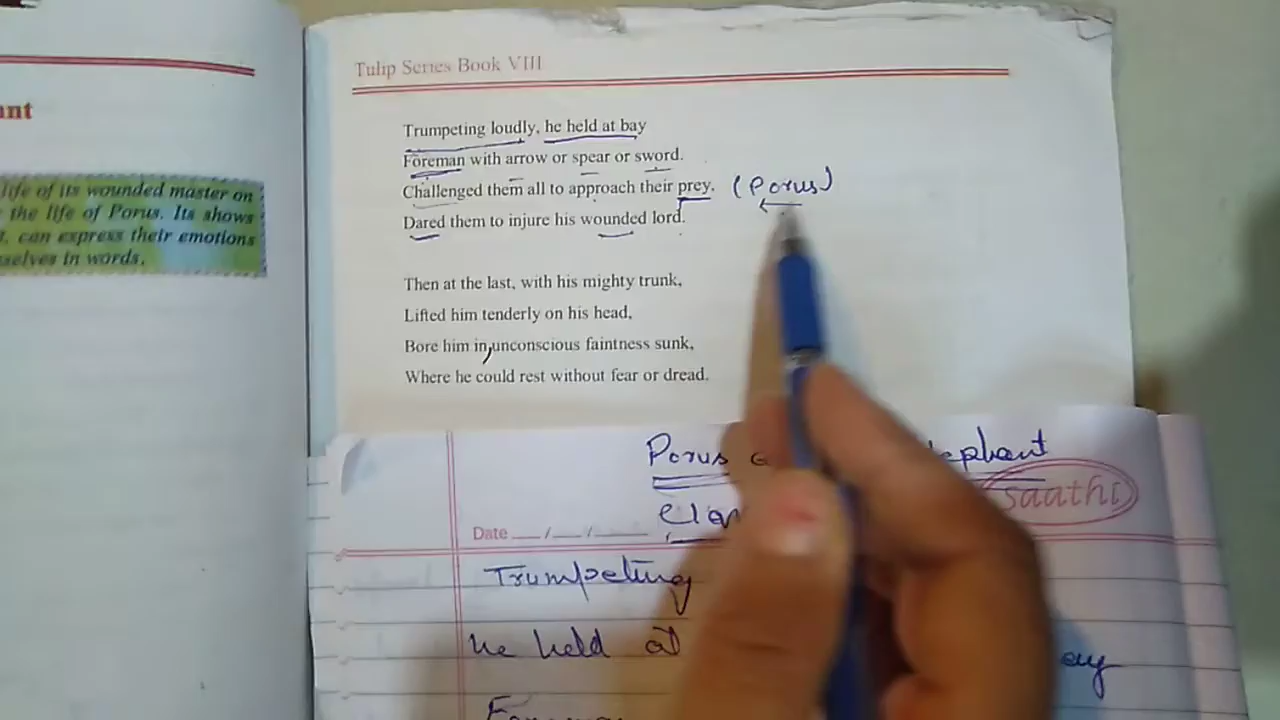 Tulip Series Book VIII
ant
life of its wounded master on
the life of Porus. Its shows
can express their emotions
selves in words.
Trumpeting loudly, he held at bay
Foreman with arrow or spear or sword.
Challenged them all to approach their prey, (Porus)
Dared them to injure his wounded lord.
Then at the last, with his mighty trunk,
Lifted him tenderly on his head,
Bore him in, unconscious faintness sunk,
Where he could rest without fear or dread.
Porus
saathi
Date __/__/____
Trumpeting
he held at